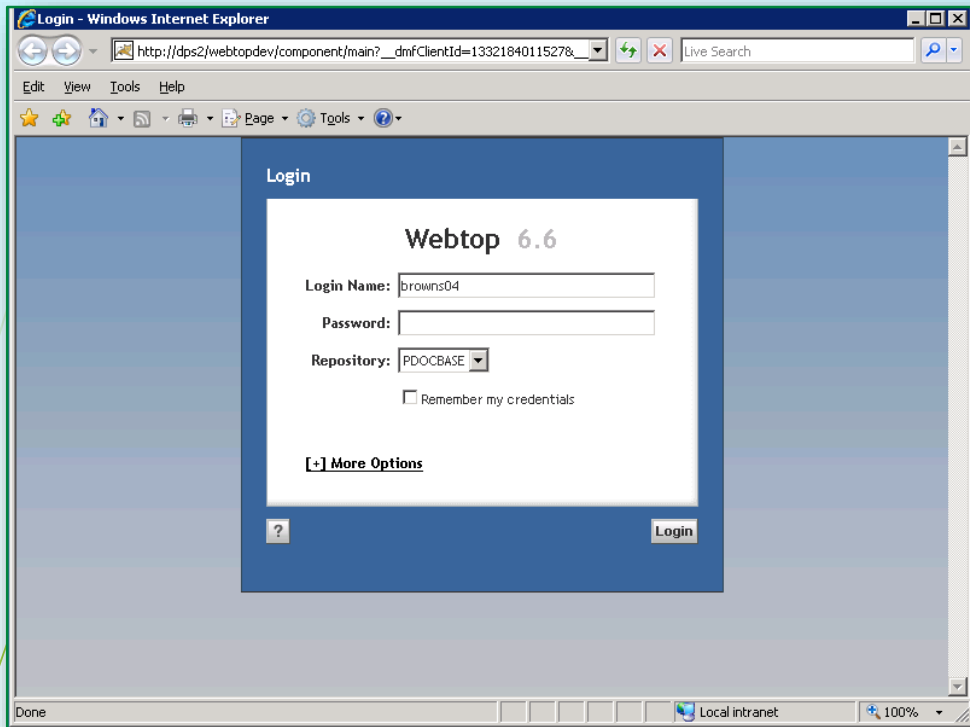 Login - Windows Internet Explorer
http://dps2/webtopdev/component/main?__dmfClientId=1332184011527&__
Live Search
Edit View Tools Help
Page Tools
Login
Webtop 6.6
Login Name: browns04
Password:
Repository: PDOCBASE
Remember my credentials
[+] More Options
? Login
Done Local intranet 100%